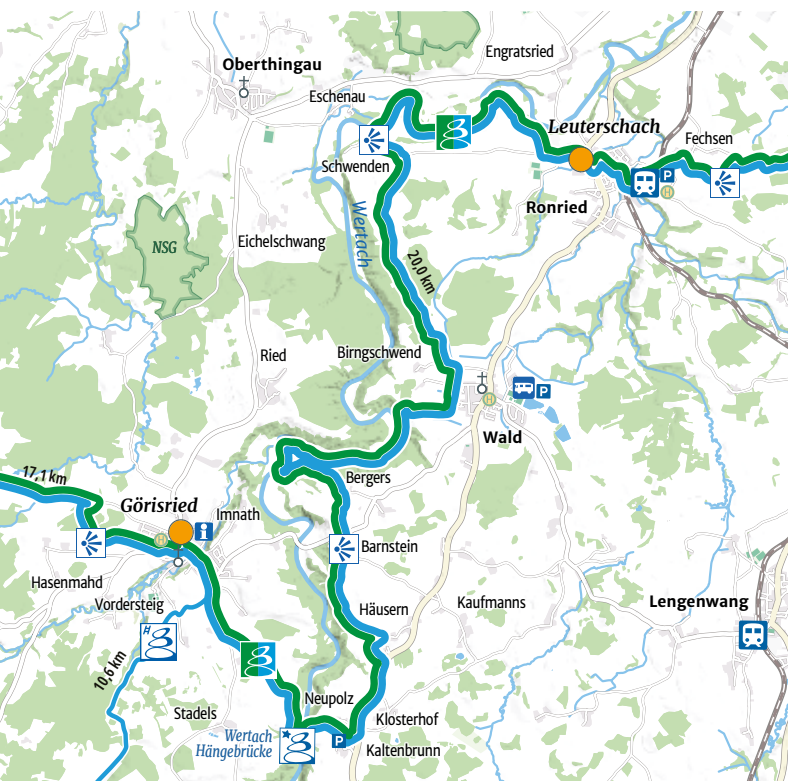 Engratsried
Oberthingau
Eschenau
Leuterschach
Fechsen
P
H
Schwenden
Ronried
Wertach
NSG
Eichelschwang
20,0 km
Birngschwend
Ried
P
H
Wald
17,1 km
Bergers
Görisried
Imnath
i
H
Barnstein
Hasenmahd
Vordersteig
Häusern
Kaufmanns
Lengenwang
H
10,6 km
Neupolz
Stadels
Klosterhof
Wertach
Hängebrücke
P
Kaltenbrunn